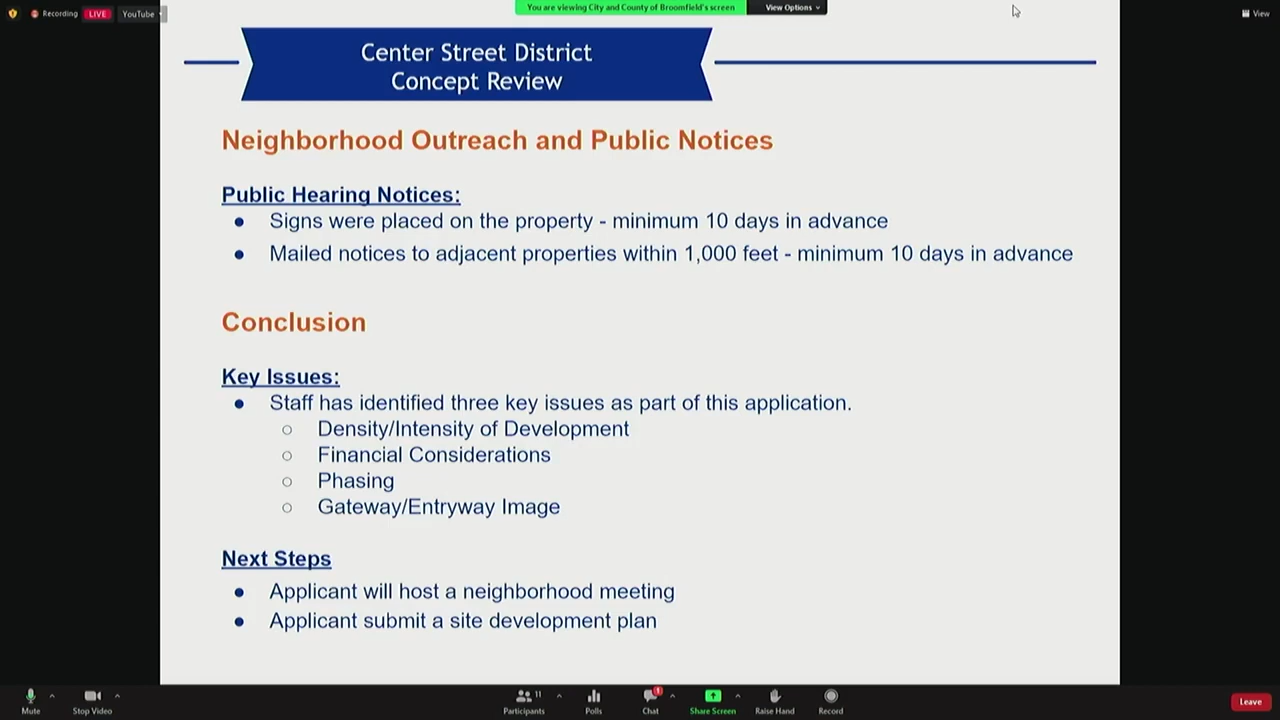 Recording
LIVE
YouTube
You are viewing City and County of Broomfield's screen
View Options
View
Center Street District
Concept Review
Neighborhood Outreach and Public Notices
Public Hearing Notices:
● Signs were placed on the property - minimum 10 days in advance
● Mailed notices to adjacent properties within 1,000 feet - minimum 10 days in advance
Conclusion
Key Issues:
● Staff has identified three key issues as part of this application.
○ Density/Intensity of Development
○ Financial Considerations
○ Phasing
○ Gateway/Entryway Image
Next Steps
● Applicant will host a neighborhood meeting
● Applicant submit a site development plan
Mute
Stop Video
11
Participants
Polls
1
Chat
Share Screen
Raise Hand
Record
Leave